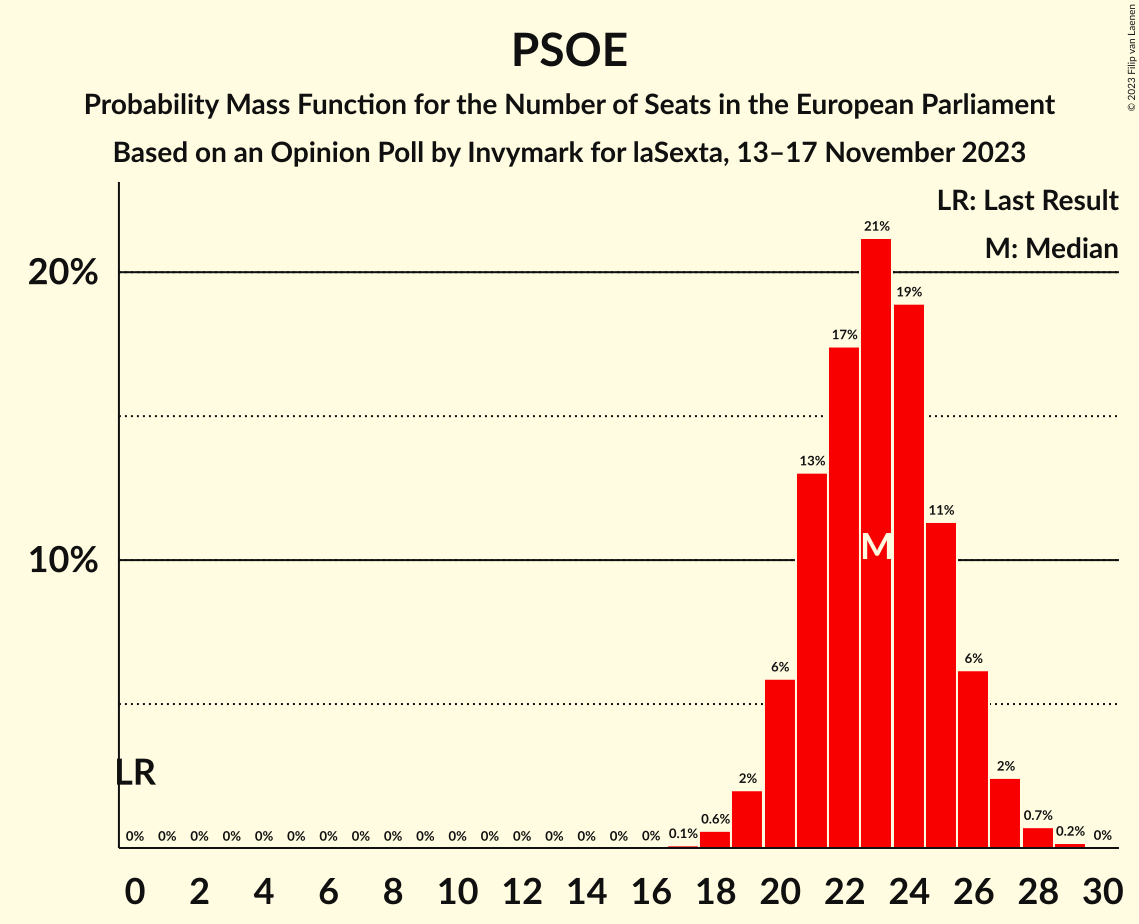 PSOE
Probability Mass Function for the Number of Seats in the European Parliament
Based on an Opinion Poll by Invymark for laSexta, 13–17 November 2023
© 2023 Filip van Laenen
LR: Last Result
M: Median
20%
10%
LR
M
0% 0% 0% 0% 0% 0% 0% 0% 0% 0% 0% 0% 0% 0% 0% 0% 0% 0.1% 0.6% 2% 6% 13% 17% 21% 19% 11% 6% 2% 0.7% 0.2% 0%
0 2 4 6 8 10 12 14 16 18 20 22 24 26 28 30